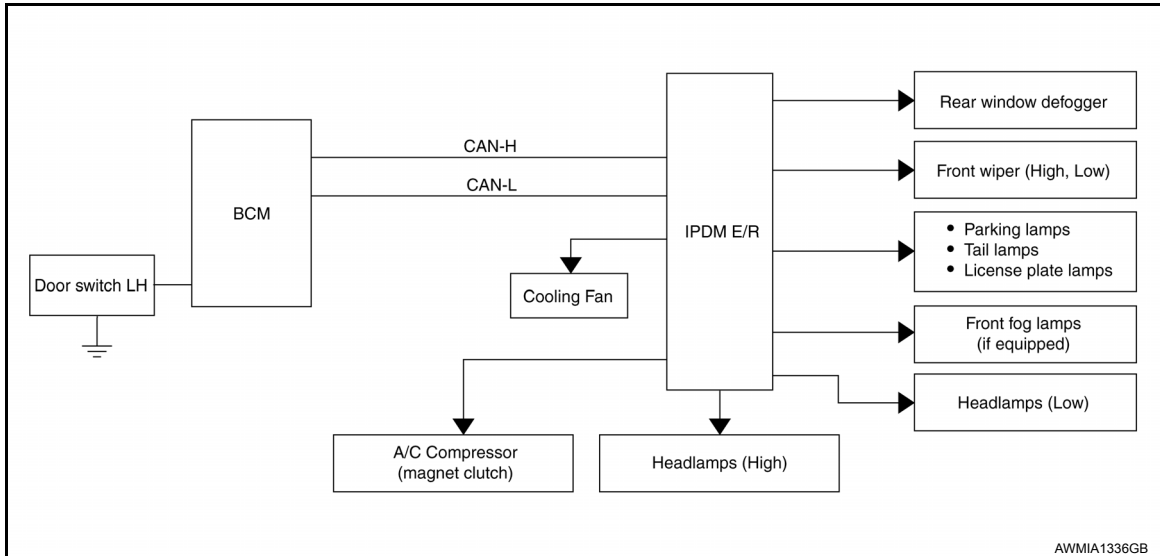 Door switch LH
BCM
CAN-H
CAN-L
IPDM E/R
Cooling Fan
A/C Compressor
(magnet clutch)
Headlamps (High)
Rear window defogger
Front wiper (High, Low)
• Parking lamps
• Tail lamps
• License plate lamps
Front fog lamps
(if equipped)
Headlamps (Low)
AWMIA1336GB